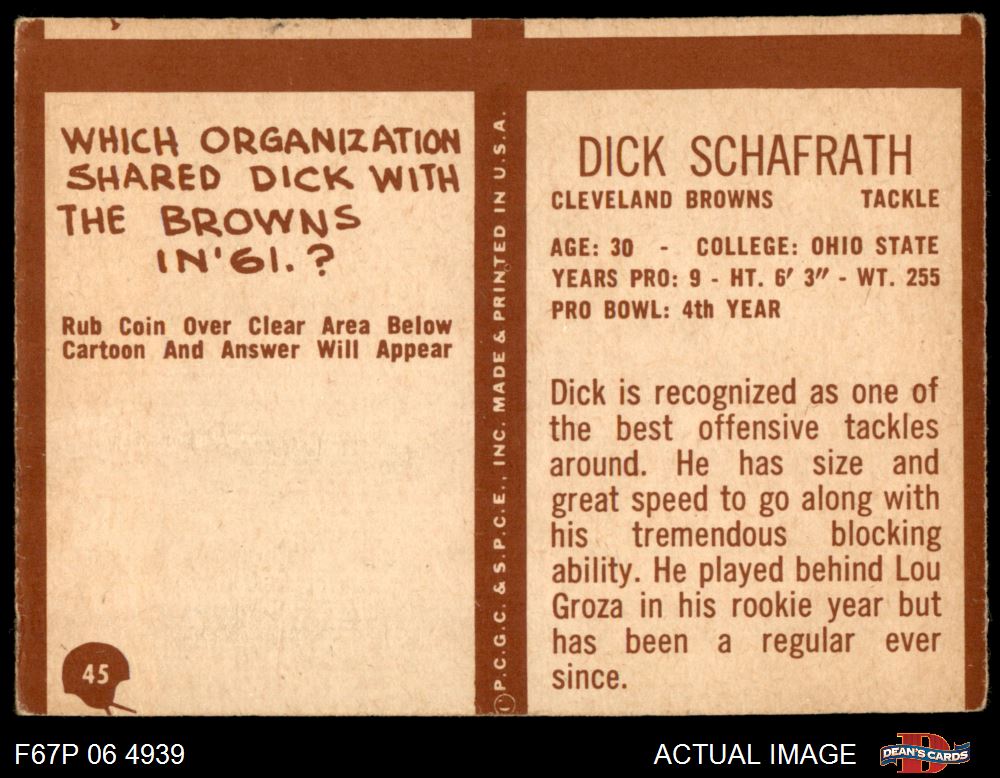 WHICH ORGANIZATION
SHARED DICK WITH
THE BROWNS
IN '61.?
Rub Coin Over Clear Area Below
Cartoon And Answer Will Appear
45
© P.C.G.C. & S.P.C.E., INC. MADE & PRINTED IN U.S.A.
DICK SCHAFRATH
CLEVELAND BROWNS TACKLE
AGE: 30 - COLLEGE: OHIO STATE
YEARS PRO: 9 - HT. 6' 3" - WT. 255
PRO BOWL: 4th YEAR
Dick is recognized as one of
the best offensive tackles
around. He has size and
great speed to go along with
his tremendous blocking
ability. He played behind Lou
Groza in his rookie year but
has been a regular ever
since.
F67P 06 4939
ACTUAL IMAGE
DEAN'S CARDS